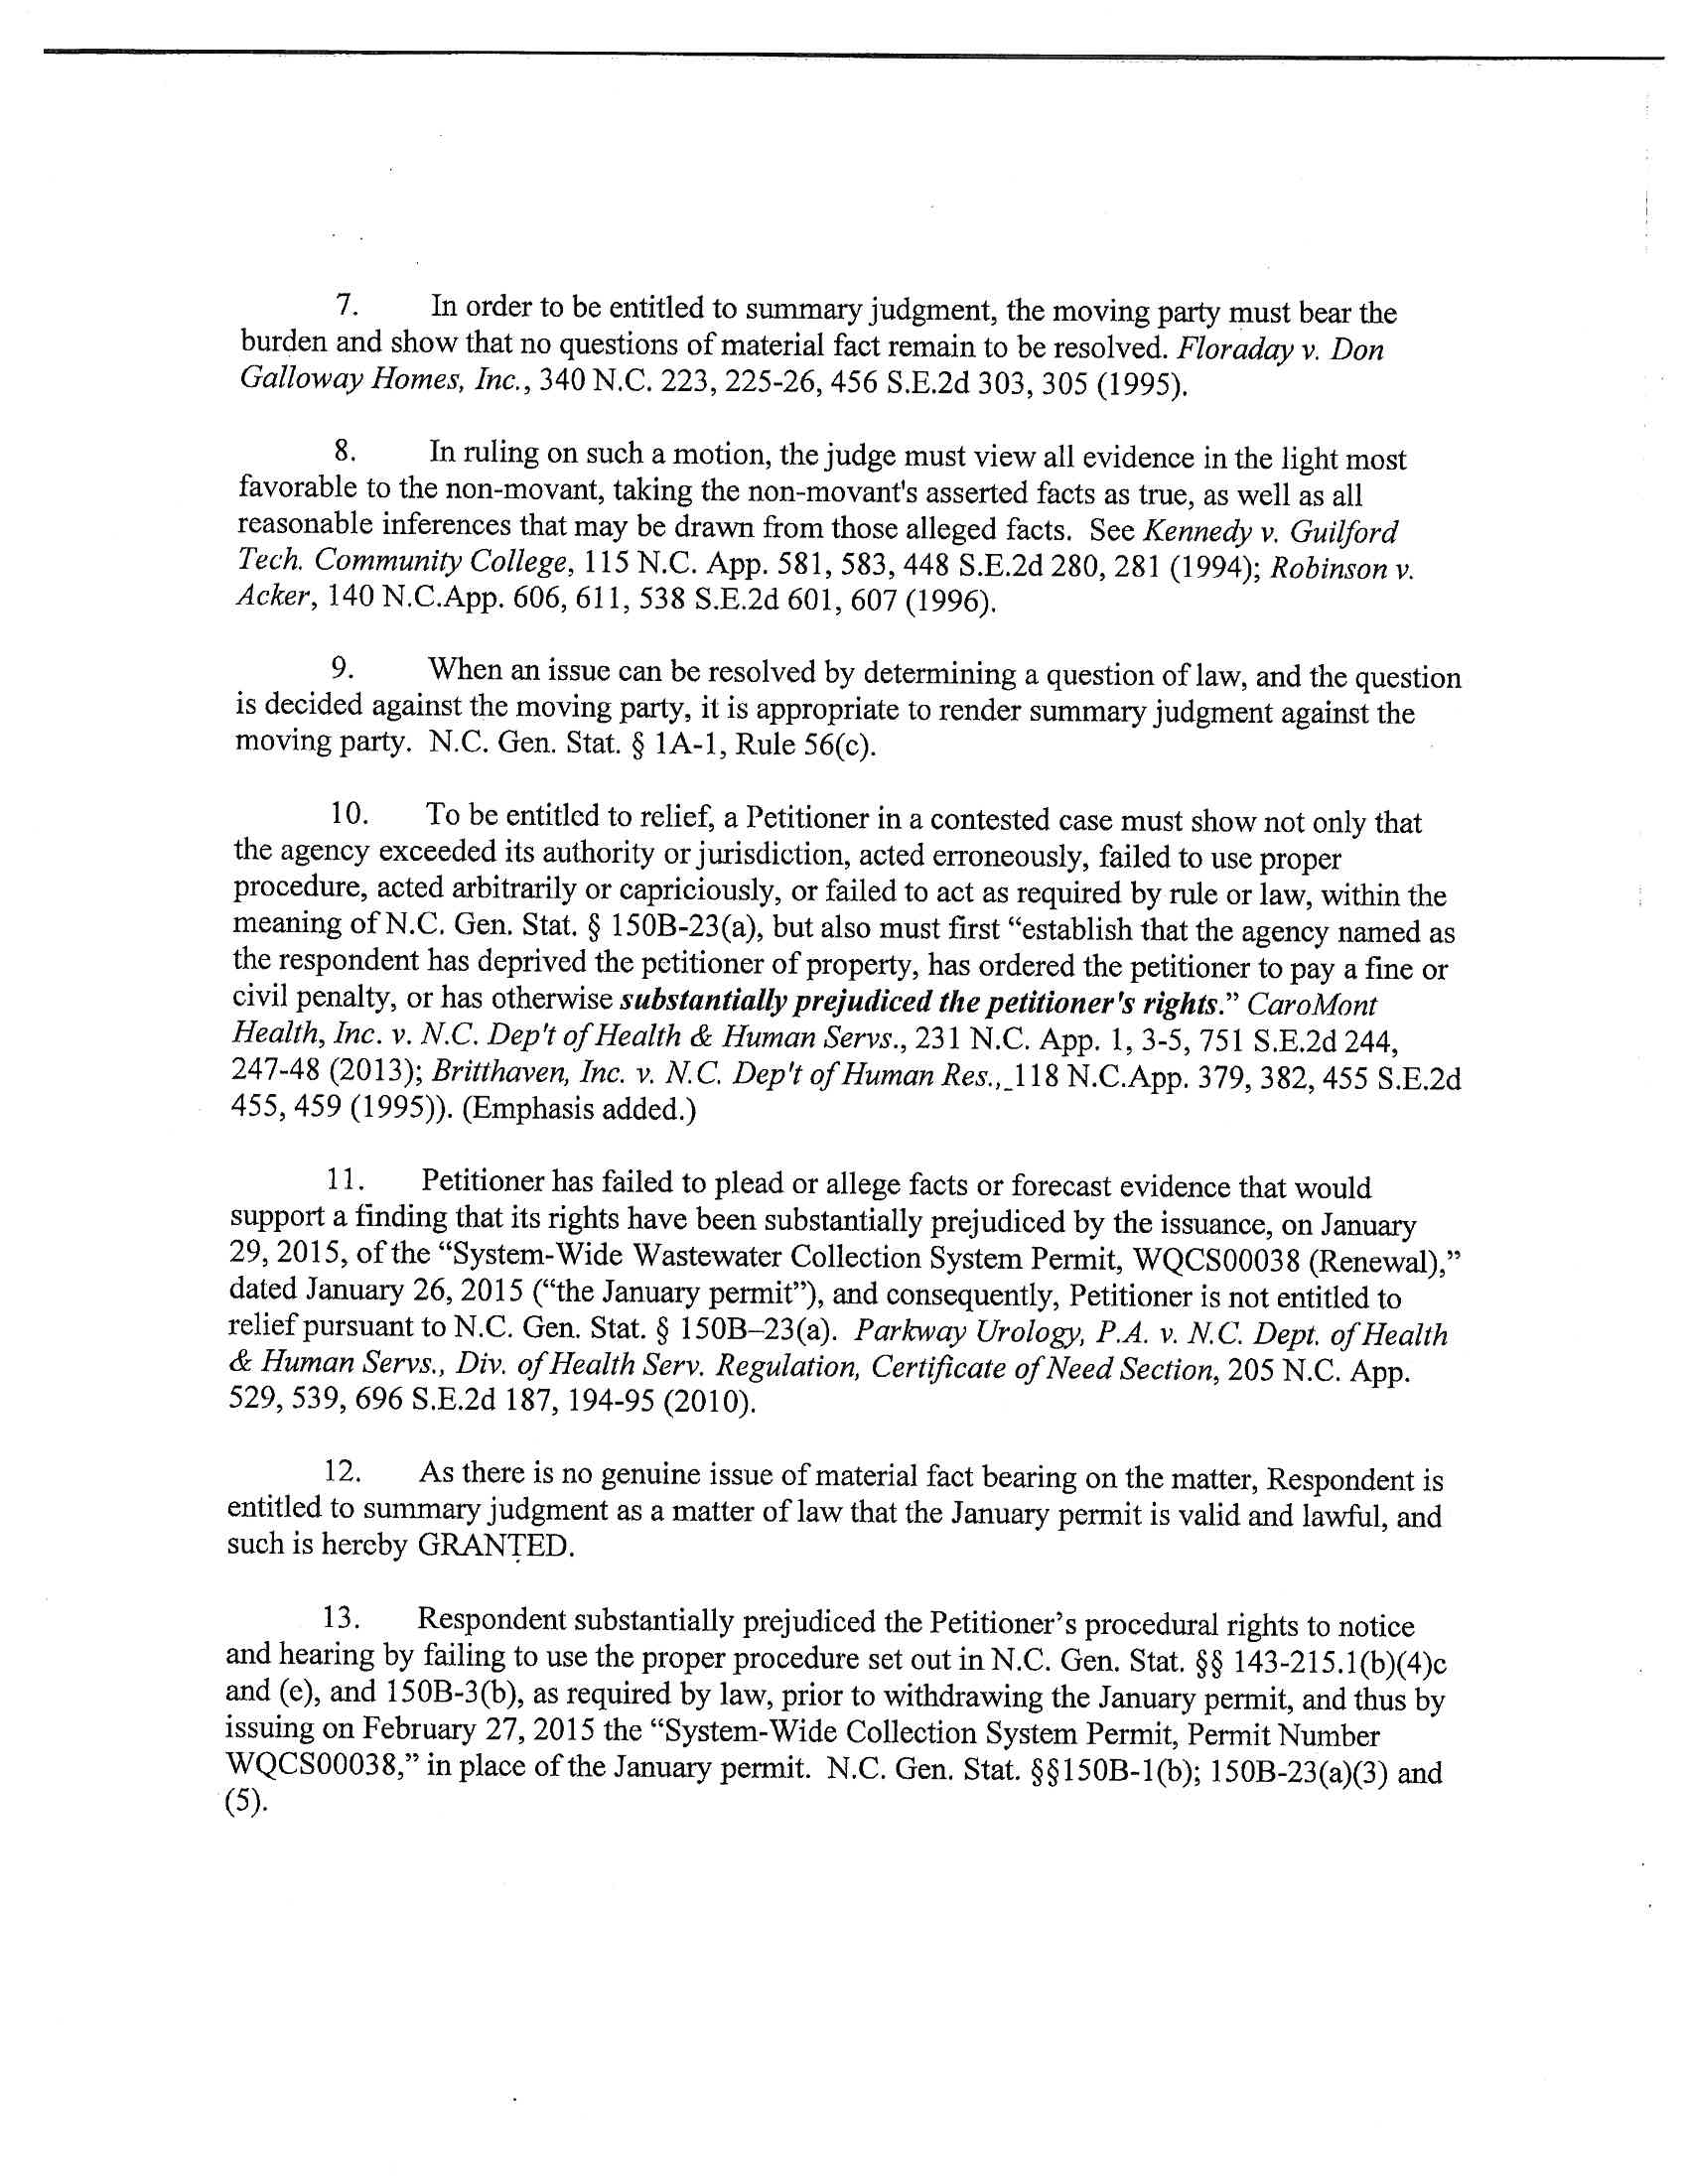 7. In order to be entitled to summary judgment, the moving party must bear the
burden and show that no questions of material fact remain to be resolved. Floraday v. Don
Galloway Homes, Inc., 340 N.C. 223, 225-26, 456 S.E.2d 303, 305 (1995).
8. In ruling on such a motion, the judge must view all evidence in the light most
favorable to the non-movant, taking the non-movant's asserted facts as true, as well as all
reasonable inferences that may be drawn from those alleged facts. See Kennedy v. Guilford
Tech. Community College, 115 N.C. App. 581, 583, 448 S.E.2d 280, 281 (1994); Robinson v.
Acker, 140 N.C.App. 606, 611, 538 S.E.2d 601, 607 (1996).
9. When an issue can be resolved by determining a question of law, and the question
is decided against the moving party, it is appropriate to render summary judgment against the
moving party. N.C. Gen. Stat. § 1A-1, Rule 56(c).
10. To be entitled to relief, a Petitioner in a contested case must show not only that
the agency exceeded its authority or jurisdiction, acted erroneously, failed to use proper
procedure, acted arbitrarily or capriciously, or failed to act as required by rule or law, within the
meaning of N.C. Gen. Stat. § 150B-23(a), but also must first “establish that the agency named as
the respondent has deprived the petitioner of property, has ordered the petitioner to pay a fine or
civil penalty, or has otherwise substantially prejudiced the petitioner's rights.” CaroMont
Health, Inc. v. N.C. Dep't of Health & Human Servs., 231 N.C. App. 1, 3-5, 751 S.E.2d 244,
247-48 (2013); Britthaven, Inc. v. N.C. Dep't of Human Res., 118 N.C.App. 379, 382, 455 S.E.2d
455, 459 (1995)). (Emphasis added.)
11. Petitioner has failed to plead or allege facts or forecast evidence that would
support a finding that its rights have been substantially prejudiced by the issuance, on January
29, 2015, of the “System-Wide Wastewater Collection System Permit, WQCS00038 (Renewal),”
dated January 26, 2015 (“the January permit”), and consequently, Petitioner is not entitled to
relief pursuant to N.C. Gen. Stat. § 150B–23(a). Parkway Urology, P.A. v. N.C. Dept. of Health
& Human Servs., Div. of Health Serv. Regulation, Certificate of Need Section, 205 N.C. App.
529, 539, 696 S.E.2d 187, 194-95 (2010).
12. As there is no genuine issue of material fact bearing on the matter, Respondent is
entitled to summary judgment as a matter of law that the January permit is valid and lawful, and
such is hereby GRANTED.
13. Respondent substantially prejudiced the Petitioner’s procedural rights to notice
and hearing by failing to use the proper procedure set out in N.C. Gen. Stat. §§ 143-215.1(b)(4)c
and (e), and 150B-3(b), as required by law, prior to withdrawing the January permit, and thus by
issuing on February 27, 2015 the “System-Wide Collection System Permit, Permit Number
WQCS00038,” in place of the January permit. N.C. Gen. Stat. §§150B-1(b); 150B-23(a)(3) and
(5).